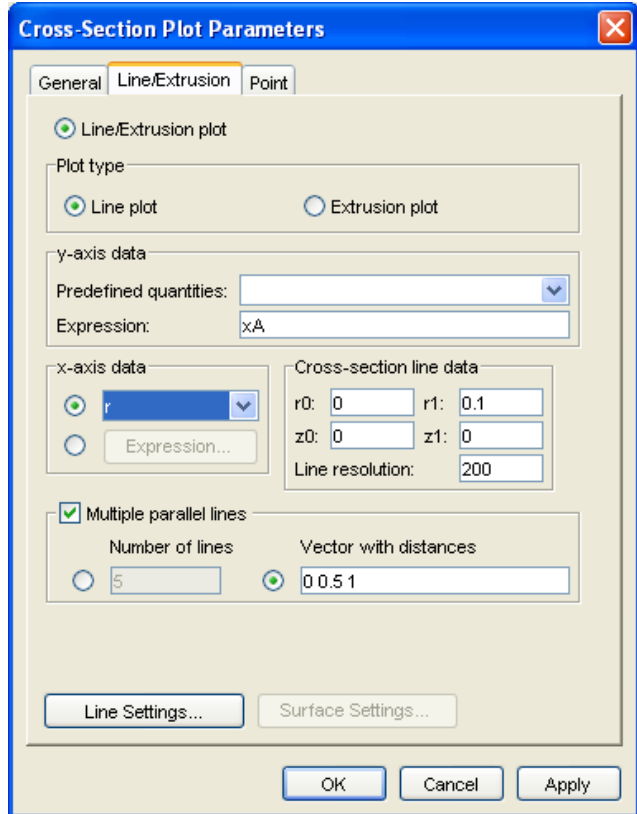 Cross-Section Plot Parameters
General Line/Extrusion Point
Line/Extrusion plot
Plot type
Line plot Extrusion plot
y-axis data
Predefined quantities:
Expression: xA
x-axis data Cross-section line data
r r0: 0 r1: 0.1
Expression... z0: 0 z1: 0
Line resolution: 200
Multiple parallel lines
Number of lines Vector with distances
5 0 0.5 1
Line Settings... Surface Settings...
OK Cancel Apply